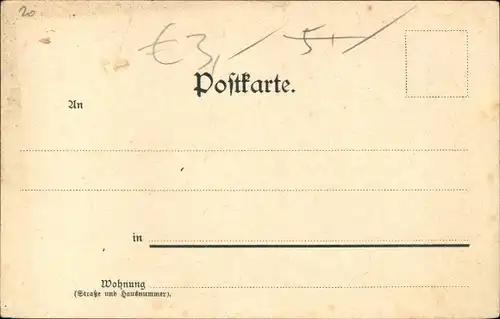 20
€ 3,/ 5+/
Postkarte.
An
in
Wohnung
(Straße und Hausnummer).